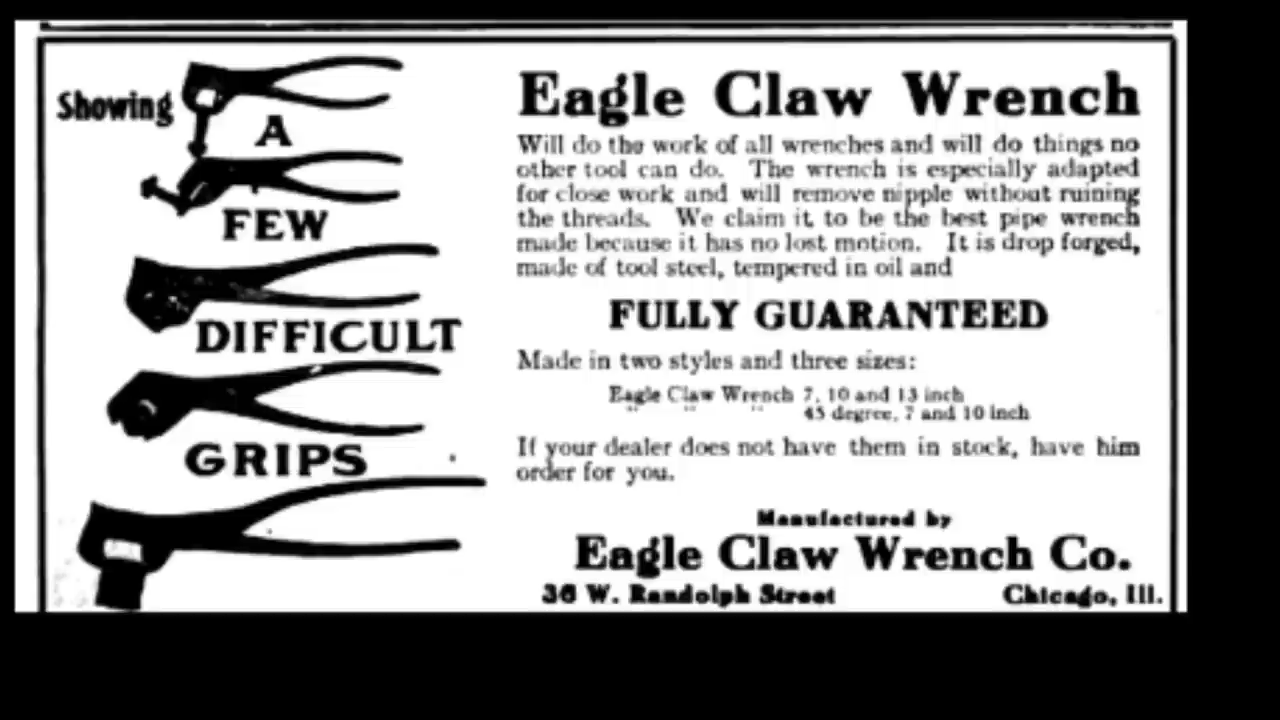 Showing
A
FEW
DIFFICULT
GRIPS
Eagle Claw Wrench
Will do the work of all wrenches and will do things no
other tool can do. The wrench is especially adapted
for close work and will remove nipple without ruining
the threads. We claim it to be the best pipe wrench
made because it has no lost motion. It is drop forged,
made of tool steel, tempered in oil and
FULLY GUARANTEED
Made in two styles and three sizes:
Eagle Claw Wrench 7, 10 and 13 inch
" " " 45 degree, 7 and 10 inch
If your dealer does not have them in stock, have him
order for you.
Manufactured by
Eagle Claw Wrench Co.
36 W. Randolph Street Chicago, Ill.